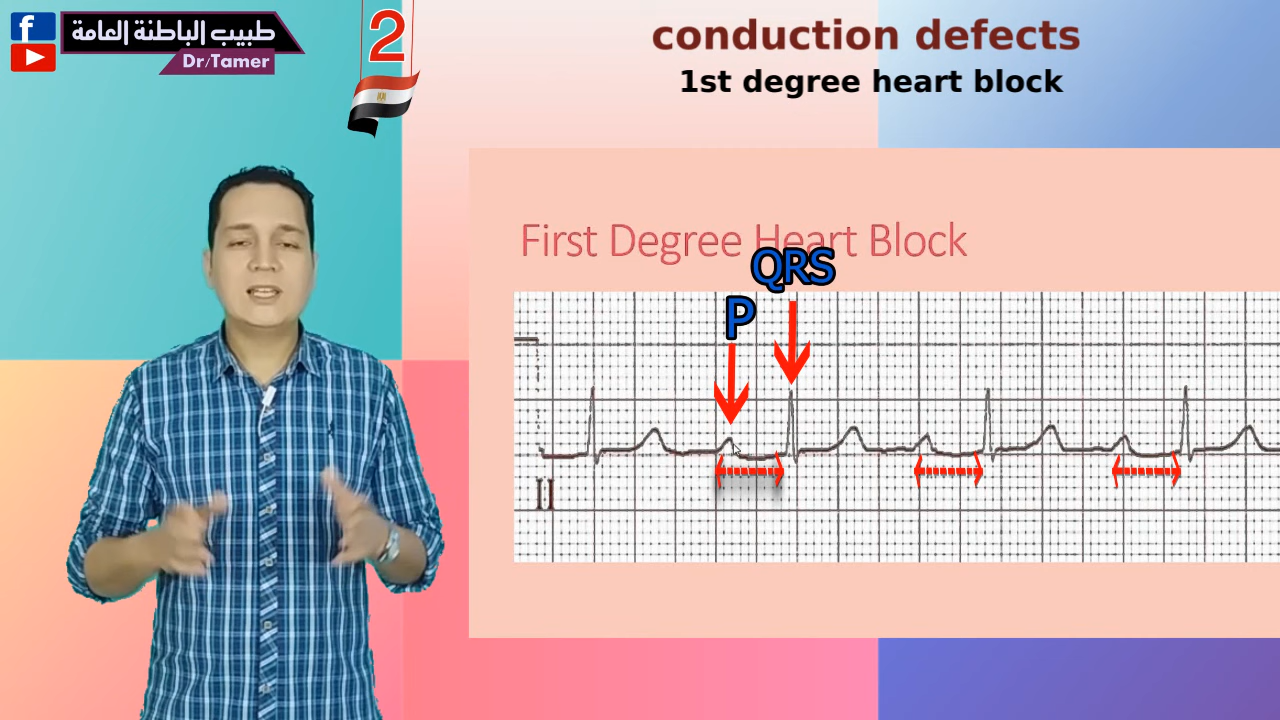 f
طبيب الباطنة العامة
Dr/Tamer
2
conduction defects
1st degree heart block
First Degree Heart Block
QRS
P
II